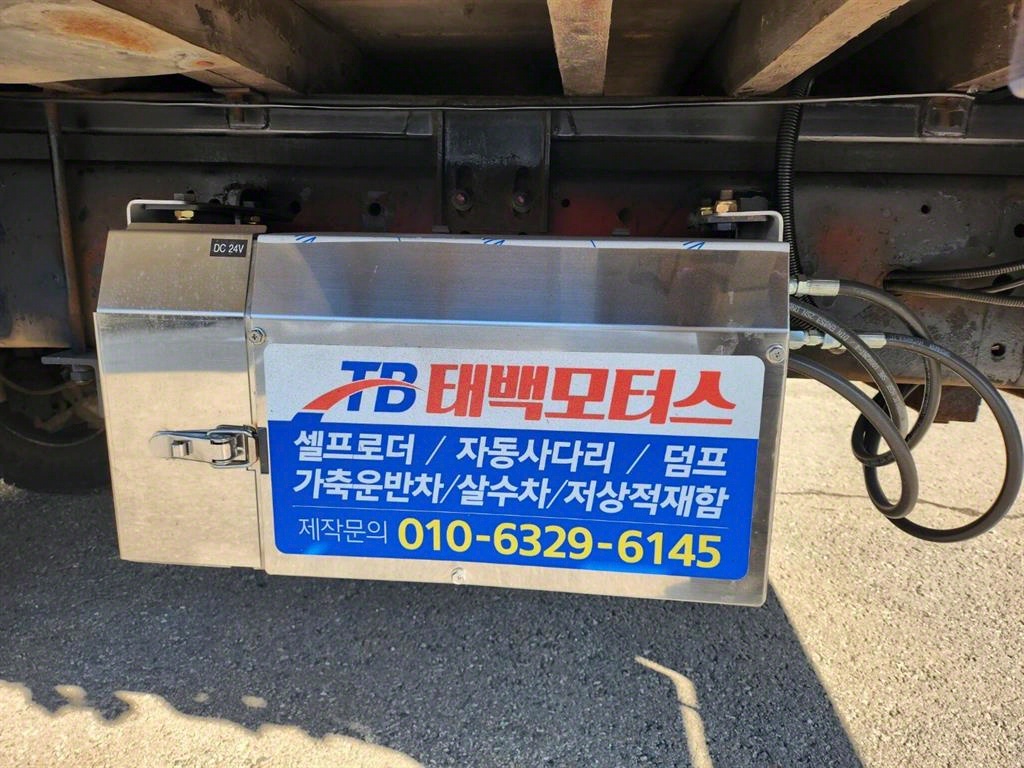 DC 24V
TB 태백모터스
셀프로더 / 자동사다리 / 덤프
가축운반차/살수차/저상적재함
제작문의 010-6329-6145